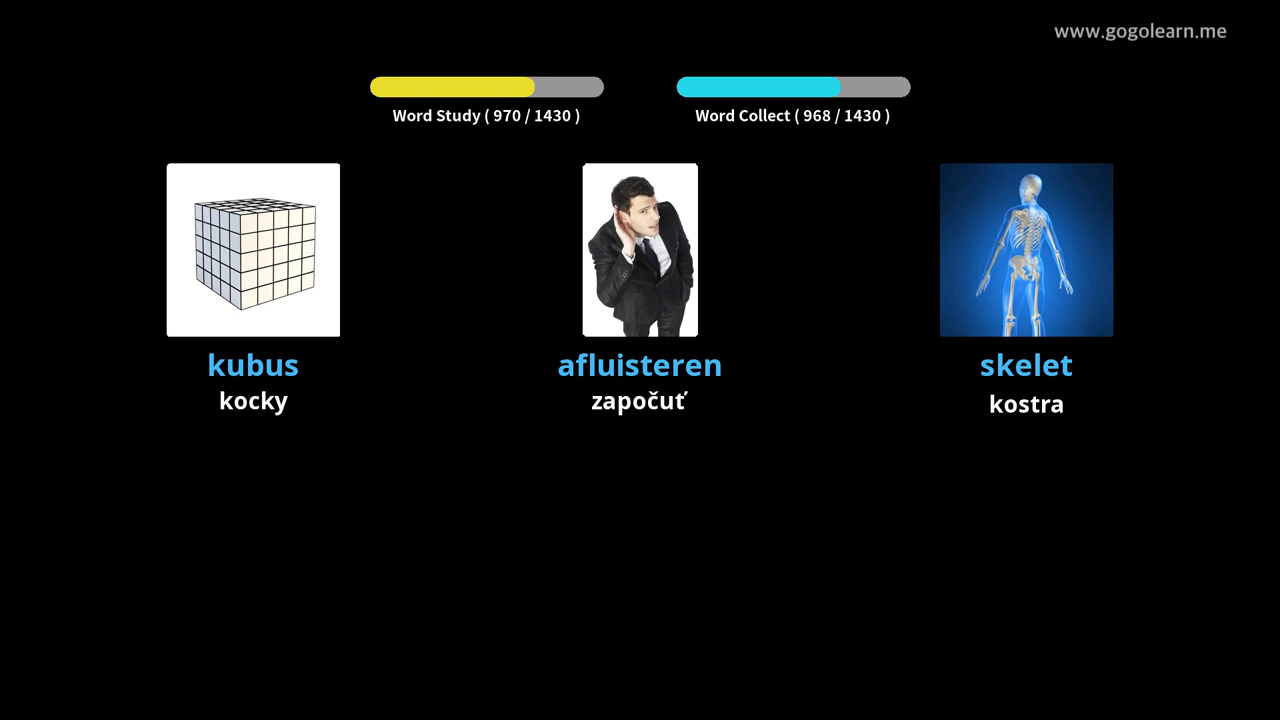 www.gogolearn.me
Word Study ( 970 / 1430 )
Word Collect ( 968 / 1430 )
kubus
kocky
afluisteren
započuť
skelet
kostra